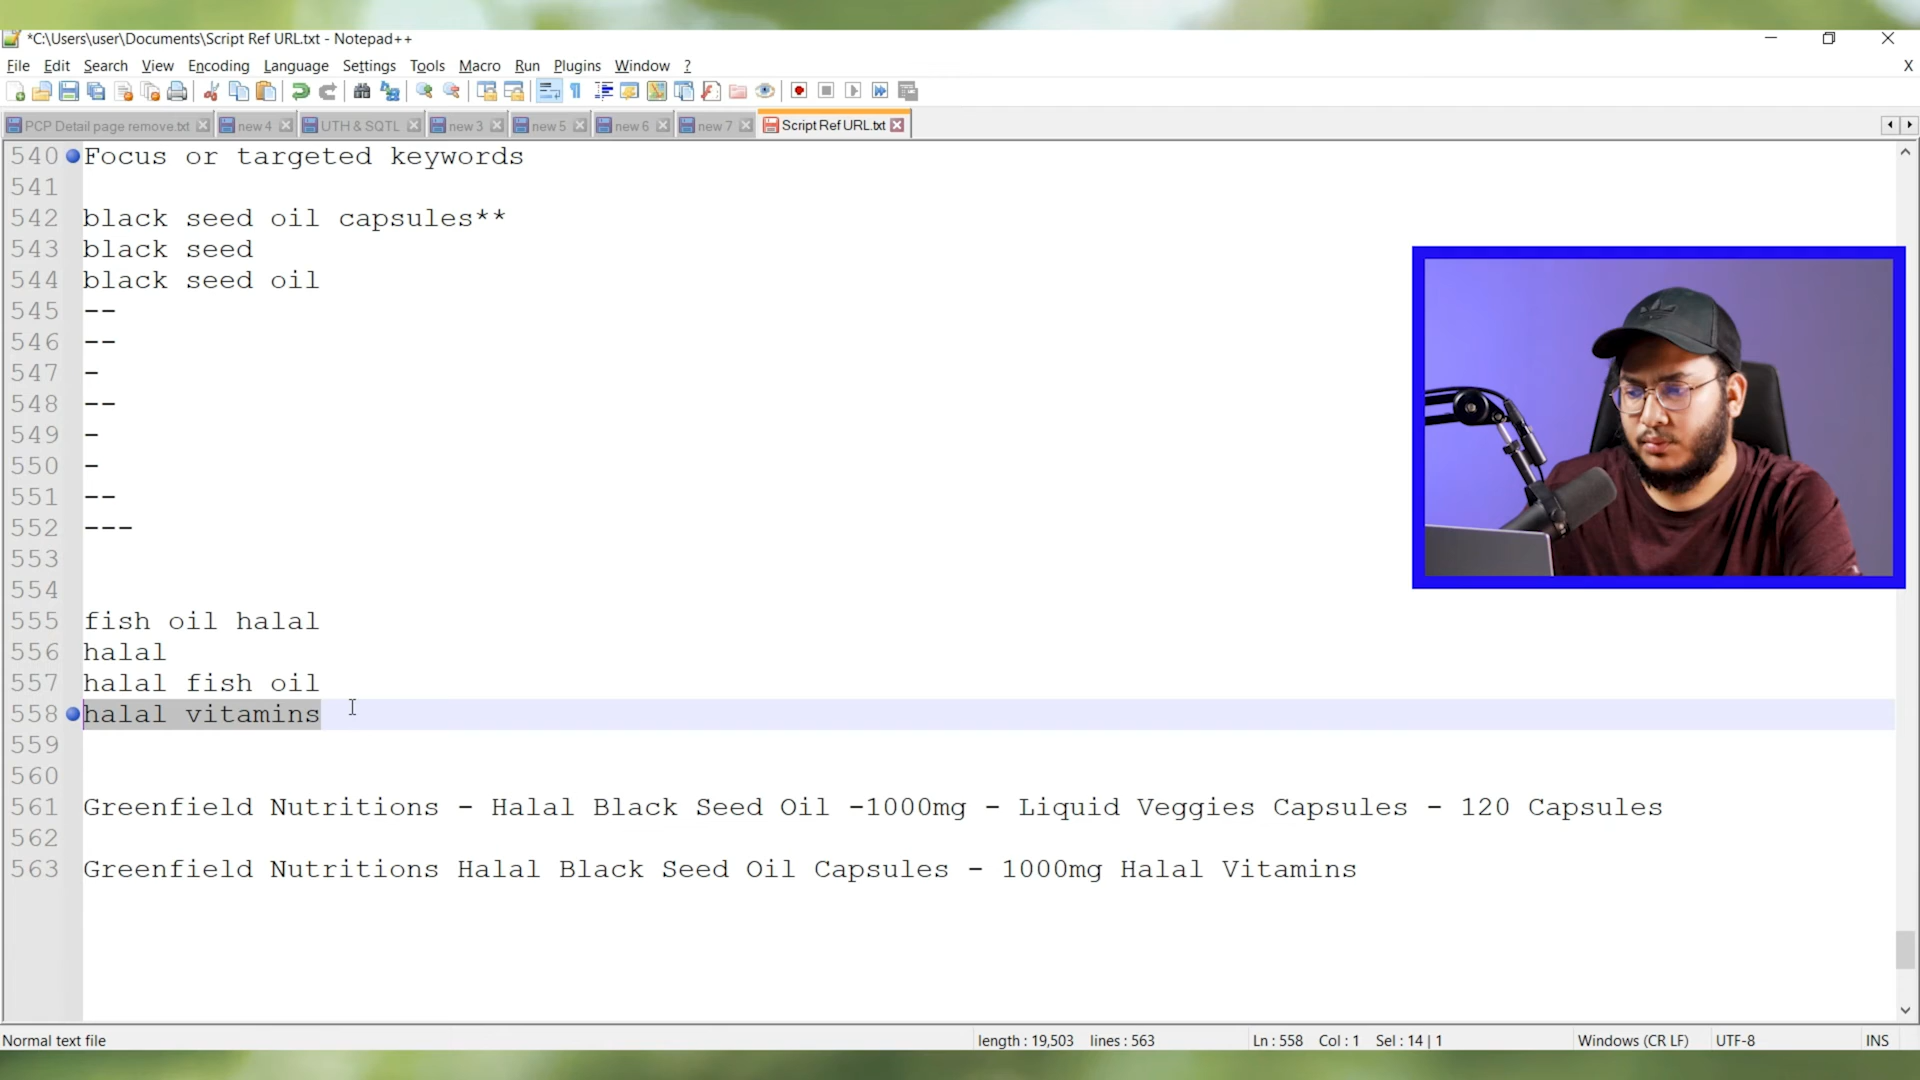 *C:\Users\user\Documents\Script Ref URL.txt - Notepad++
File Edit Search View Encoding Language Settings Tools Macro Run Plugins Window ? X
PCP Detail page remove.txt new 4 UTH & SQTL new 3 new 5 new 6 new 7 Script Ref URL.txt
540 Focus or targeted keywords
541
542 black seed oil capsules**
543 black seed
544 black seed oil
545 --
546 --
547 -
548 --
549 -
550 -
551 --
552 ---
553
554
555 fish oil halal
556 halal
557 halal fish oil
558 halal vitamins
559
560
561 Greenfield Nutritions - Halal Black Seed Oil -1000mg - Liquid Veggies Capsules - 120 Capsules
562
563 Greenfield Nutritions Halal Black Seed Oil Capsules - 1000mg Halal Vitamins
Normal text file length : 19,503 lines : 563 Ln : 558 Col : 1 Sel : 14 | 1 Windows (CR LF) UTF-8 INS